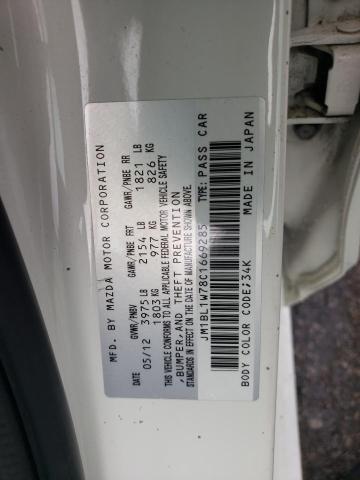 MFD. BY MAZDA MOTOR CORPORATION
GVWR/PNBV GAWR/PNBE FRT GAWR/PNBE RR
DATE 05/12 3975 LB 2154 LB 1821 LB
1803 KG 977 KG 826 KG
THIS VEHICLE CONFORMS TO ALL APPLICABLE FEDERAL MOTOR VEHICLE SAFETY
,BUMPER, AND THEFT PREVENTION
STANDARDS IN EFFECT ON THE DATE OF MANUFACTURE SHOWN ABOVE.
JM1BL1W78C1669285 TYPE: PASS CAR
BODY COLOR CODE;34K MADE IN JAPAN